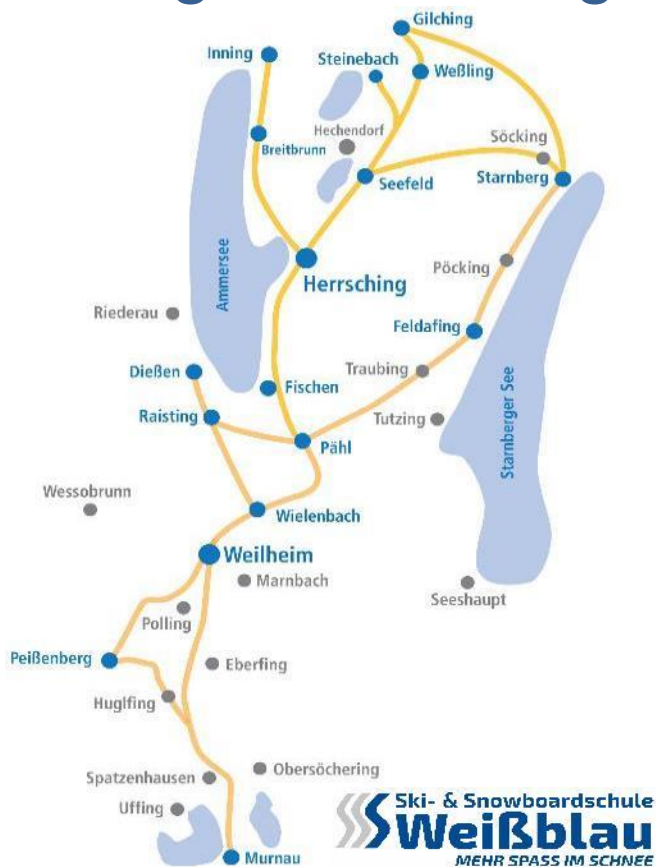 Gilching
Inning
Steinebach
Weßling
Hechendorf
Söcking
Breitbrunn
Seefeld
Starnberg
Ammersee
Herrsching
Pöcking
Riederau
Feldafing
Dießen
Fischen
Traubing
Raisting
Tutzing
Starnberger See
Pähl
Wessobrunn
Wielenbach
Weilheim
Marnbach
Seeshaupt
Polling
Peißenberg
Eberfing
Huglfing
Spatzenhausen
Obersöchering
Uffing
Murnau
Ski- & Snowboardschule
Weißblau
MEHR SPASS IM SCHNEE